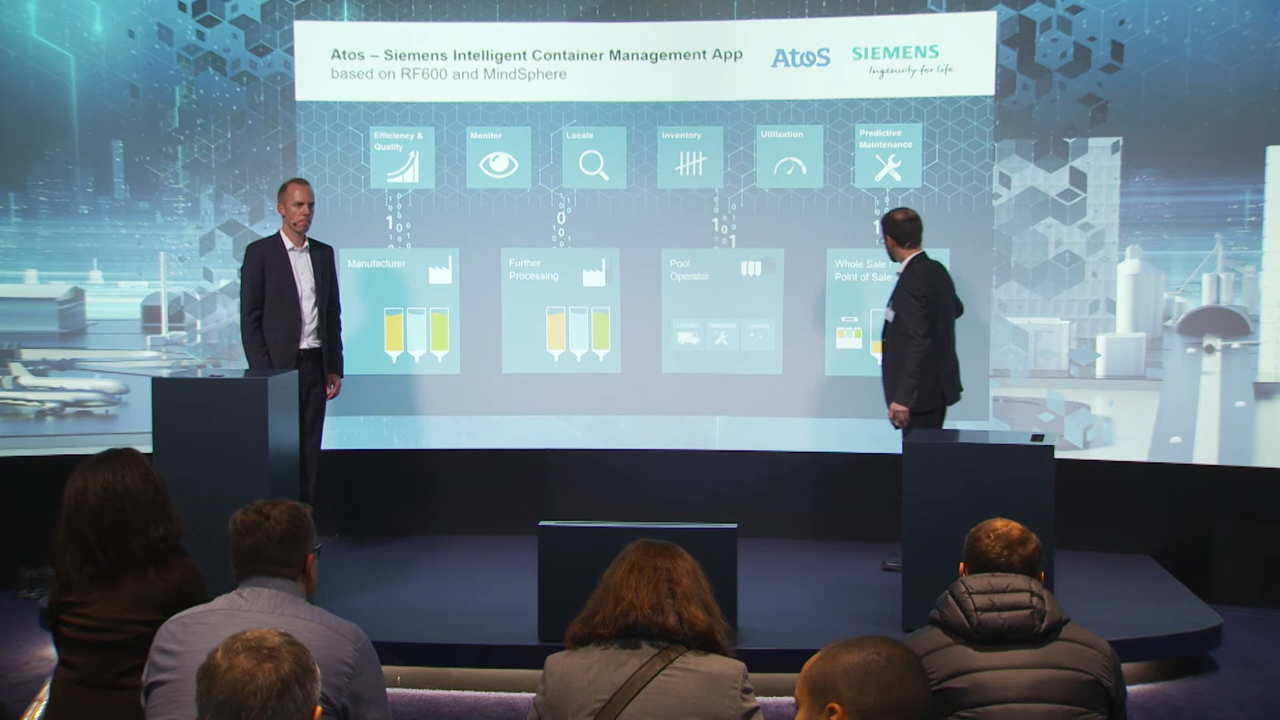 Atos – Siemens Intelligent Container Management App
based on RF600 and MindSphere
Atos
SIEMENS
Ingenuity for life
Efficiency &
Quality
Monitor
Locate
Inventory
Utilization
Predictive
Maintenance
Manufacturer
Further
Processing
Pool
Operator
Whole Sale /
Point of Sale